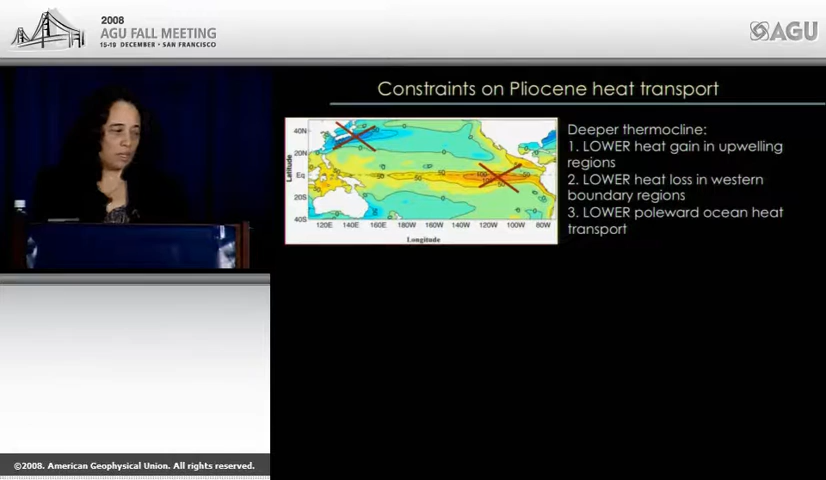 2008
AGU FALL MEETING
15-19 DECEMBER • SAN FRANCISCO
AGU
Constraints on Pliocene heat transport
Deeper thermocline:
1. LOWER heat gain in upwelling
regions
2. LOWER heat loss in western
boundary regions
3. LOWER poleward ocean heat
transport
Latitude
40N
20N
Eq
20S
40S
120E 140E 160E 180W 160W 140W 120W 100W 80W
Longitude
©2008. American Geophysical Union. All rights reserved.